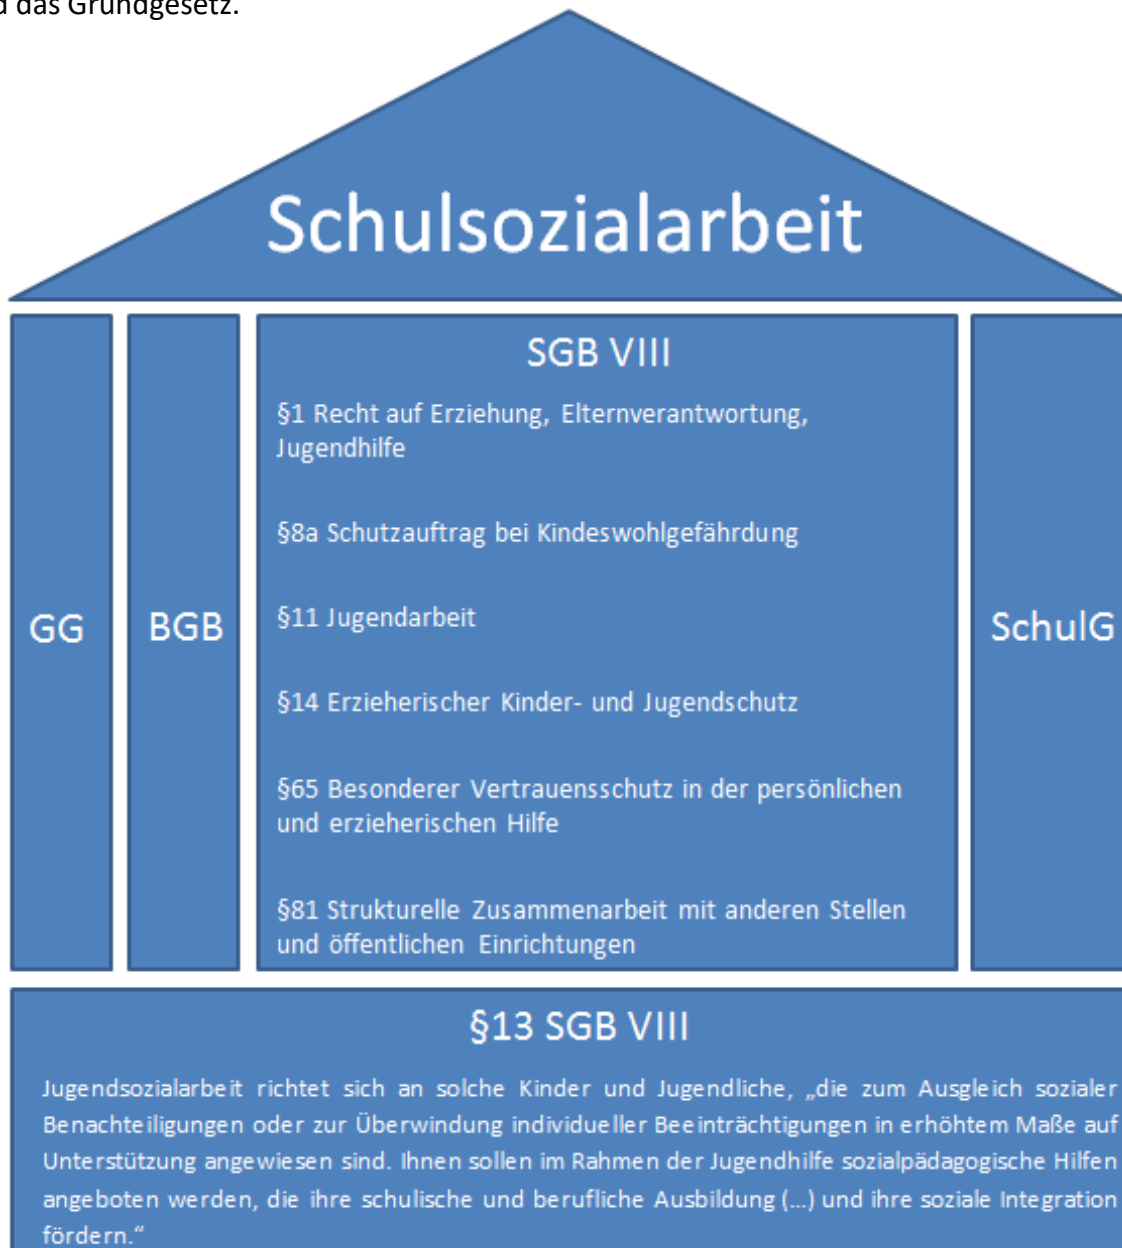 d das Grundgesetz.
Schulsozialarbeit
GG
BGB
SGB VIII
§1 Recht auf Erziehung, Elternverantwortung,
Jugendhilfe
§8a Schutzauftrag bei Kindeswohlgefährdung
§11 Jugendarbeit
§14 Erzieherischer Kinder- und Jugendschutz
§65 Besonderer Vertrauensschutz in der persönlichen
und erzieherischen Hilfe
§81 Strukturelle Zusammenarbeit mit anderen Stellen
und öffentlichen Einrichtungen
SchulG
§13 SGB VIII
Jugendsozialarbeit richtet sich an solche Kinder und Jugendliche, „die zum Ausgleich sozialer
Benachteiligungen oder zur Überwindung individueller Beeinträchtigungen in erhöhtem Maße auf
Unterstützung angewiesen sind. Ihnen sollen im Rahmen der Jugendhilfe sozialpädagogische Hilfen
angeboten werden, die ihre schulische und berufliche Ausbildung (...) und ihre soziale Integration
fördern.“